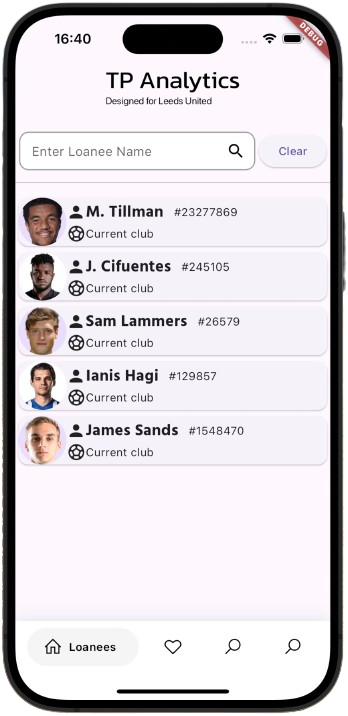 16:40
DEBUG
TP Analytics
Designed for Leeds United
Enter Loanee Name
Clear
M. Tillman #23277869
Current club
J. Cifuentes #245105
Current club
Sam Lammers #26579
Current club
Ianis Hagi #129857
Current club
James Sands #1548470
Current club
Loanees